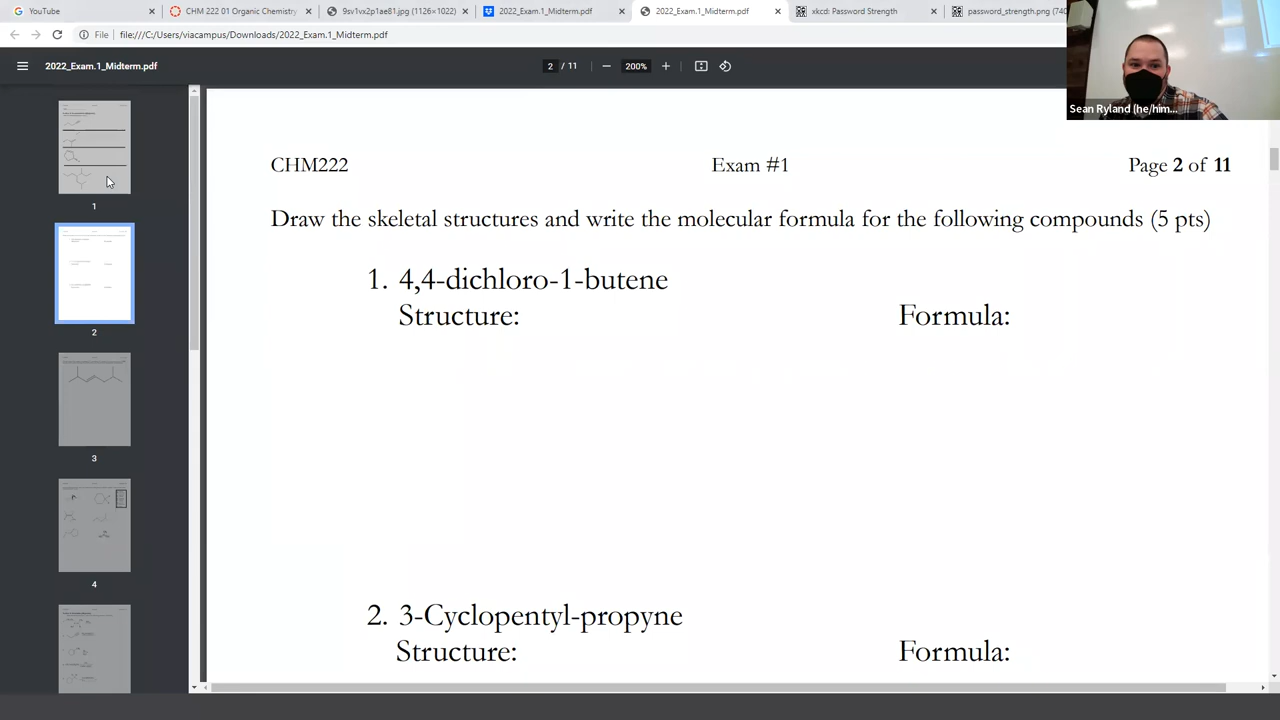 YouTube
CHM 222 01 Organic Chemistry
9sv1vx2p1ae81.jpg (1126×1022)
2022_Exam.1_Midterm.pdf
2022_Exam.1_Midterm.pdf
xkcd: Password Strength
password_strength.png (740
File
file:///C:/Users/viacampus/Downloads/2022_Exam.1_Midterm.pdf
2022_Exam.1_Midterm.pdf
2 / 11
200%
Sean Ryland (he/him...
1
2
3
4
CHM222
Exam #1
Page 2 of 11
Draw the skeletal structures and write the molecular formula for the following compounds (5 pts)
1. 4,4-dichloro-1-butene
Structure:
Formula:
2. 3-Cyclopentyl-propyne
Structure:
Formula: